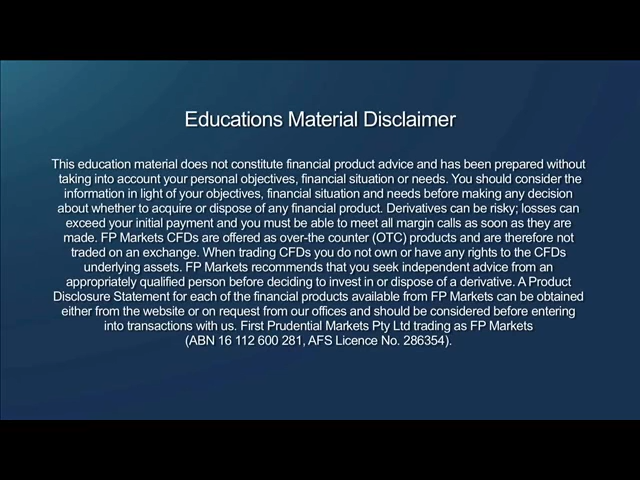 Educations Material Disclaimer
This education material does not constitute financial product advice and has been prepared without
taking into account your personal objectives, financial situation or needs. You should consider the
information in light of your objectives, financial situation and needs before making any decision
about whether to acquire or dispose of any financial product. Derivatives can be risky; losses can
exceed your initial payment and you must be able to meet all margin calls as soon as they are
made. FP Markets CFDs are offered as over-the counter (OTC) products and are therefore not
traded on an exchange. When trading CFDs you do not own or have any rights to the CFDs
underlying assets. FP Markets recommends that you seek independent advice from an
appropriately qualified person before deciding to invest in or dispose of a derivative. A Product
Disclosure Statement for each of the financial products available from FP Markets can be obtained
either from the website or on request from our offices and should be considered before entering
into transactions with us. First Prudential Markets Pty Ltd trading as FP Markets
(ABN 16 112 600 281, AFS Licence No. 286354).